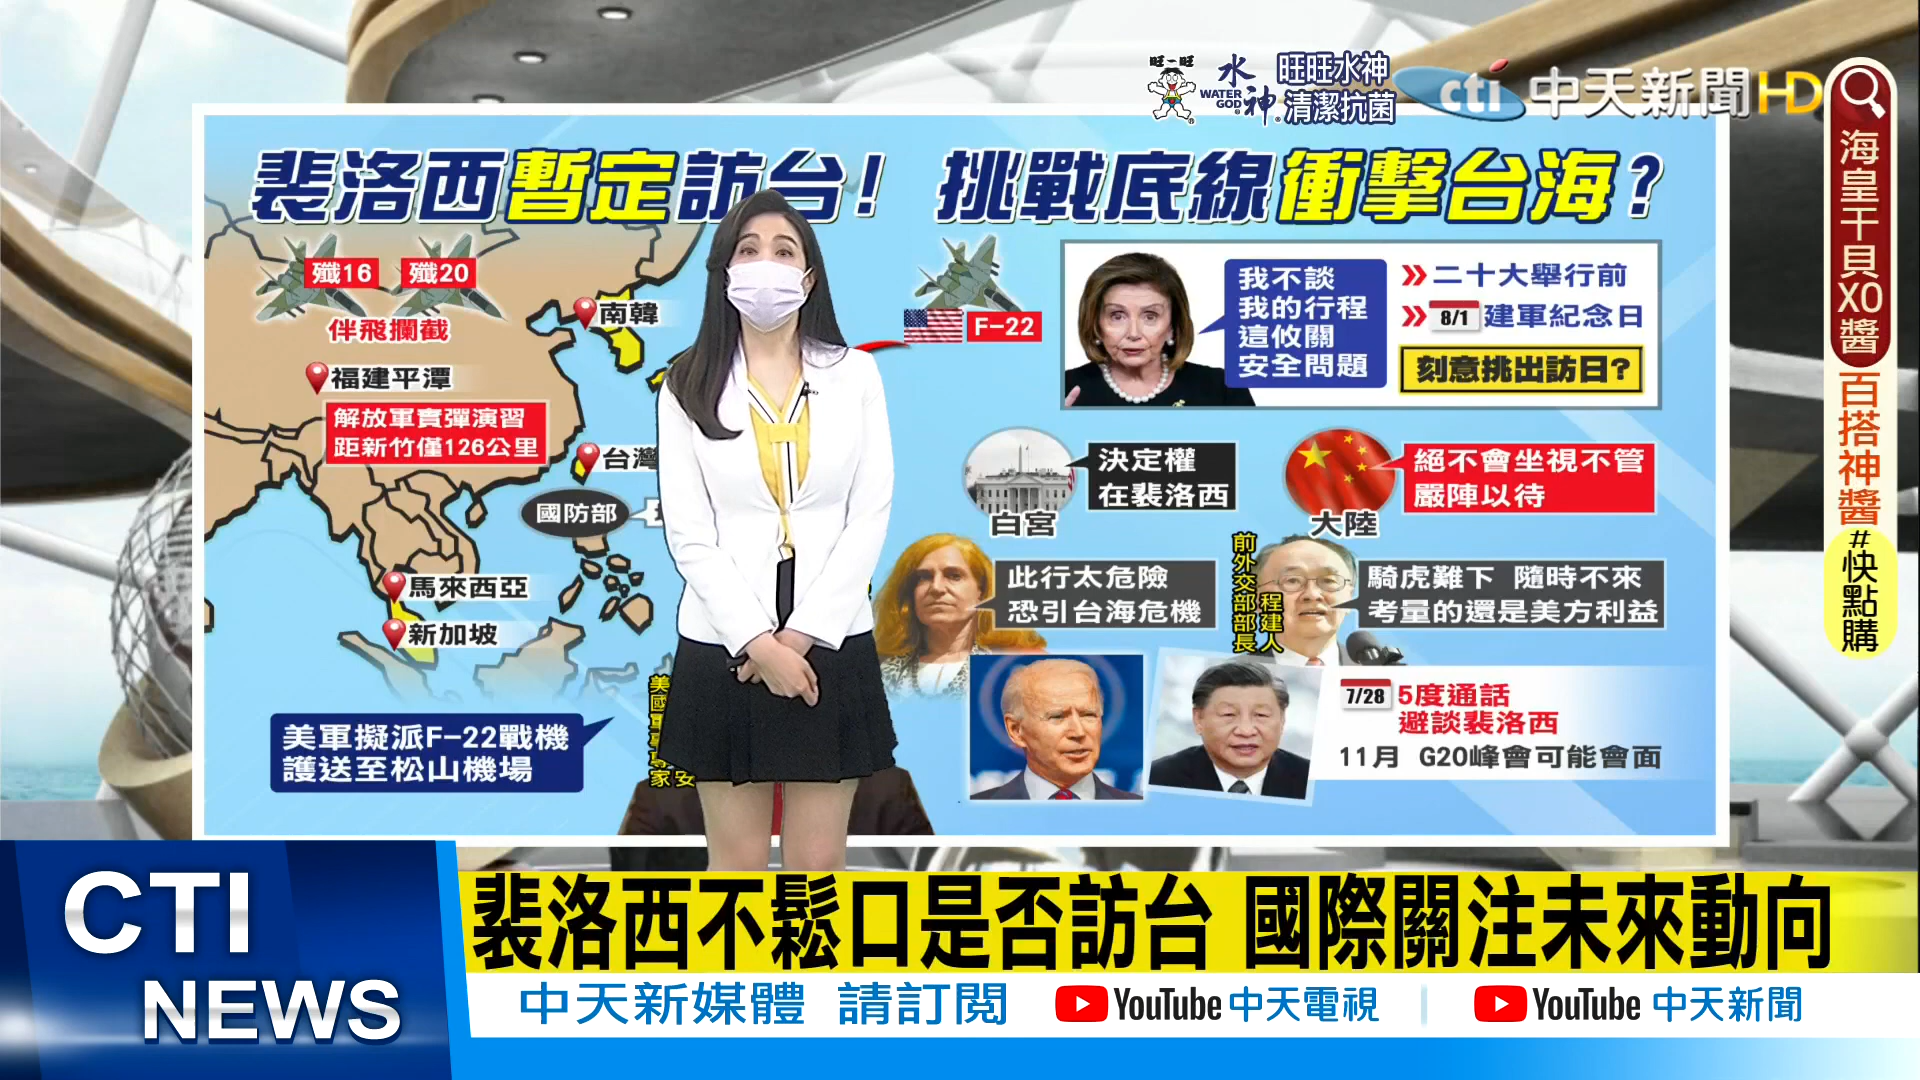 旺一旺
水神
WATER GOD
旺旺水神
清潔抗菌
cti 中天新聞HD
海皇干貝XO醬
百搭神醬
#快點購
裴洛西暫定訪台! 挑戰底線衝擊台海?
殲16
殲20
伴飛攔截
南韓
福建平潭
解放軍實彈演習
距新竹僅126公里
台灣
國防部
馬來西亞
新加坡
美軍擬派F-22戰機
護送至松山機場
F-22
我不談
我的行程
這攸關
安全問題
二十大舉行前
8/1 建軍紀念日
刻意挑出訪日?
白宮
決定權
在裴洛西
大陸
絕不會坐視不管
嚴陣以待
此行太危險
恐引台海危機
前外交部部長
程建人
騎虎難下 隨時不來
考量的還是美方利益
7/28 5度通話
避談裴洛西
11月 G20峰會可能會面
CTI
NEWS
裴洛西不鬆口是否訪台 國際關注未來動向
中天新媒體 請訂閱 YouTube 中天電視 | YouTube 中天新聞